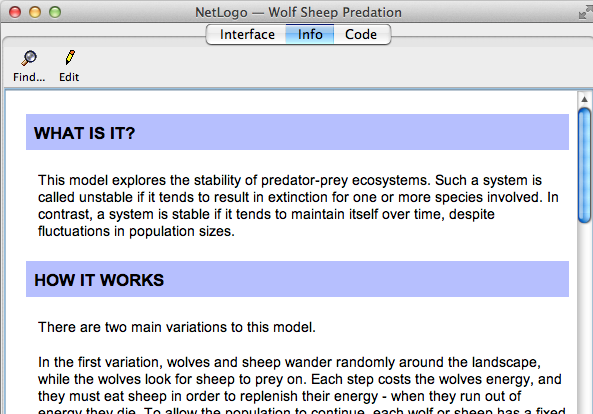 NetLogo — Wolf Sheep Predation
Interface Info Code
Find... Edit
WHAT IS IT?
This model explores the stability of predator-prey ecosystems. Such a system is
called unstable if it tends to result in extinction for one or more species involved. In
contrast, a system is stable if it tends to maintain itself over time, despite
fluctuations in population sizes.
HOW IT WORKS
There are two main variations to this model.
In the first variation, wolves and sheep wander randomly around the landscape,
while the wolves look for sheep to prey on. Each step costs the wolves energy, and
they must eat sheep in order to replenish their energy - when they run out of
energy they die. To allow the population to continue, each wolf or sheep has a fixed